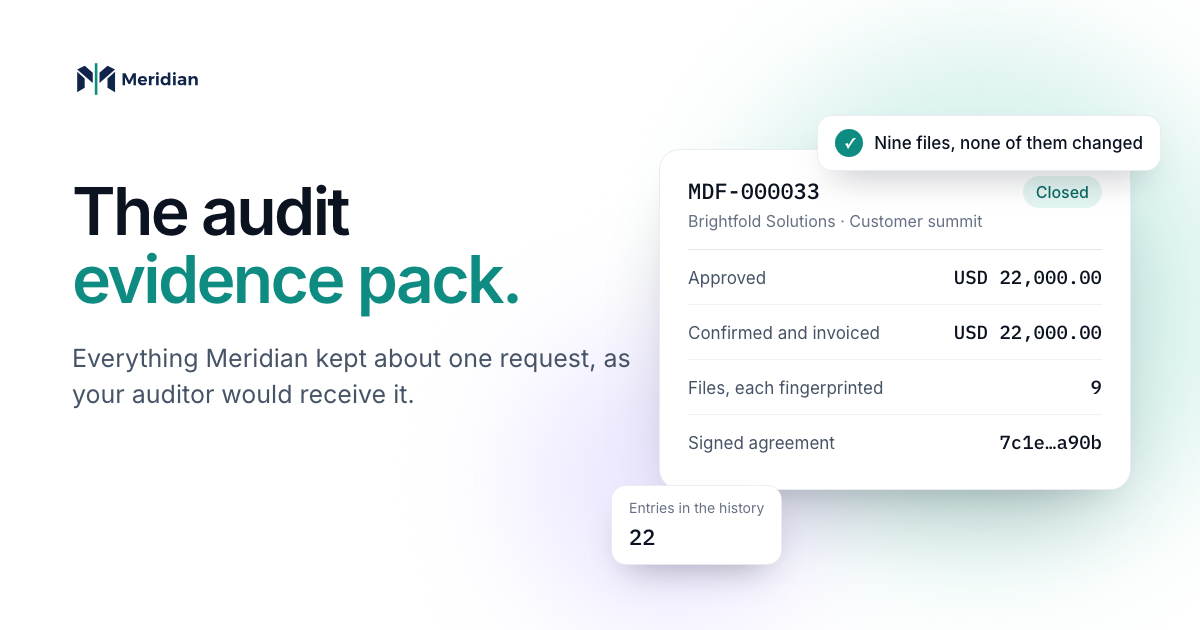 Meridian
The audit
evidence pack.
Everything Meridian kept about one request, as
your auditor would receive it.
Nine files, none of them changed
MDF-000033
Closed
Brightfold Solutions · Customer summit
Approved
USD 22,000.00
Confirmed and invoiced
USD 22,000.00
Files, each fingerprinted
9
Signed agreement
7c1e…a90b
Entries in the history
22